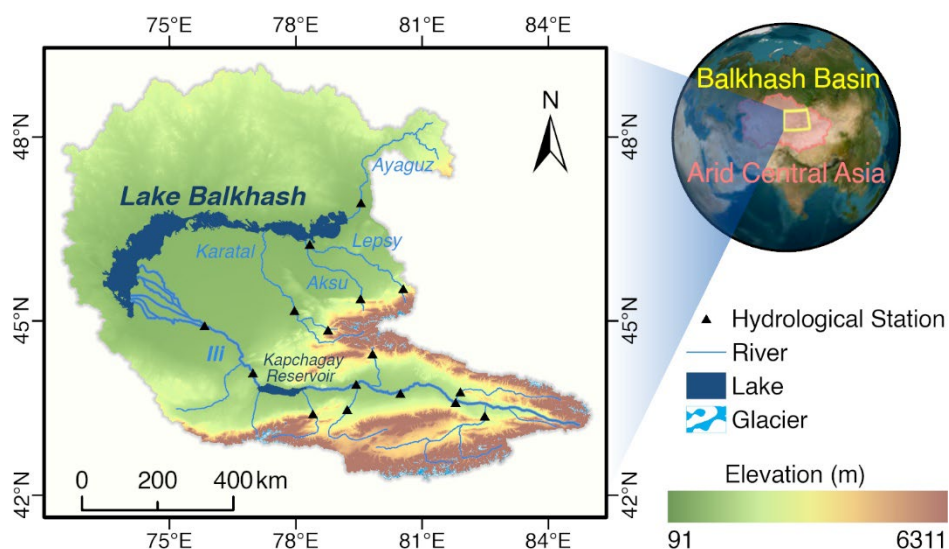 75°E 78°E 81°E 84°E
48°N
45°N
42°N
48°N
45°N
42°N
75°E 78°E 81°E 84°E
N
Ayaguz
Lake Balkhash
Karatal
Lepsy
Aksu
Ili
Kapchagay
Reservoir
0 200 400 km
Balkhash Basin
Arid Central Asia
Hydrological Station
River
Lake
Glacier
Elevation (m)
91 6311